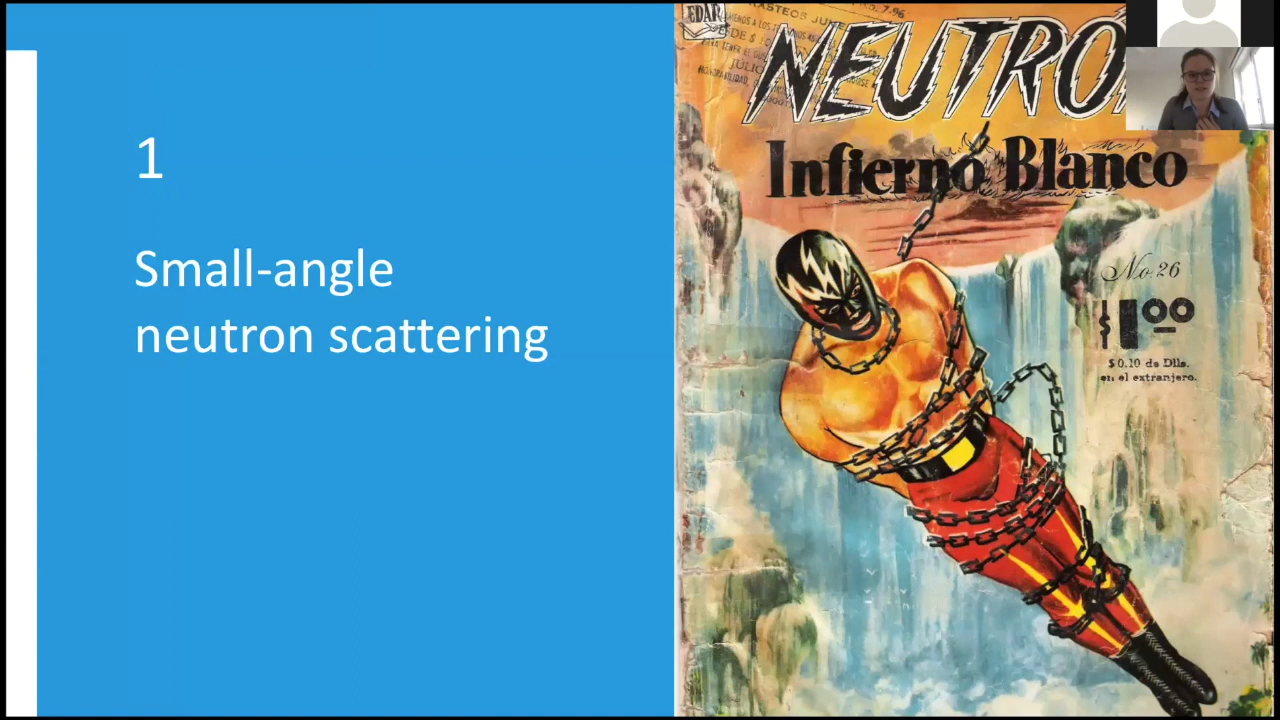 1
Small-angle
neutron scattering
EDAR
NEUTRO
Infierno Blanco
No. 26
$1.00
$0.10 de Dlls.
en el extranjero.